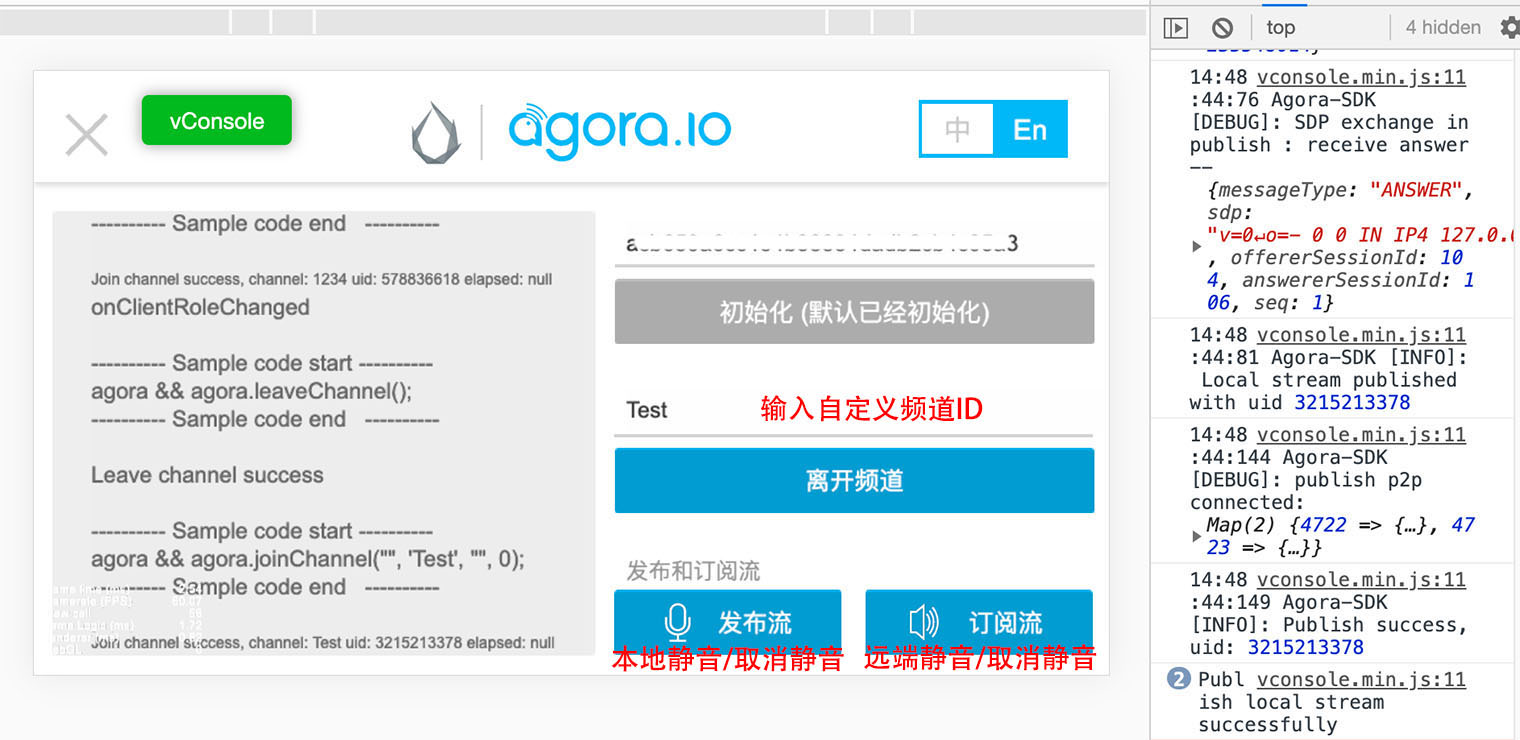 vConsole
agora.io
中
En
---------- Sample code end ----------
Join channel success, channel: 1234 uid: 578836618 elapsed: null
onClientRoleChanged
---------- Sample code start ----------
agora && agora.leaveChannel();
---------- Sample code end ----------
Leave channel success
---------- Sample code start ----------
agora && agora.joinChannel("", 'Test', "", 0);
---------- Sample code end ----------
Join channel success, channel: Test uid: 3215213378 elapsed: null
初始化 (默认已经初始化)
Test
输入自定义频道ID
离开频道
发布和订阅流
发布流
订阅流
本地静音/取消静音
远端静音/取消静音
top
4 hidden
14:48 vconsole.min.js:11
:44:76 Agora-SDK
[DEBUG]: SDP exchange in
publish : receive answer
——
{messageType: "ANSWER",
sdp:
"v=0↵o=- 0 0 IN IP4 127.0.0
, offererSessionId: 10
4, answererSessionId: 1
06, seq: 1}
14:48 vconsole.min.js:11
:44:81 Agora-SDK [INFO]:
Local stream published
with uid 3215213378
14:48 vconsole.min.js:11
:44:144 Agora-SDK
[DEBUG]: publish p2p
connected:
Map(2) {4722 => {…}, 47
23 => {…}}
14:48 vconsole.min.js:11
:44:149 Agora-SDK
[INFO]: Publish success,
uid: 3215213378
2 Publ vconsole.min.js:11
ish local stream
successfully